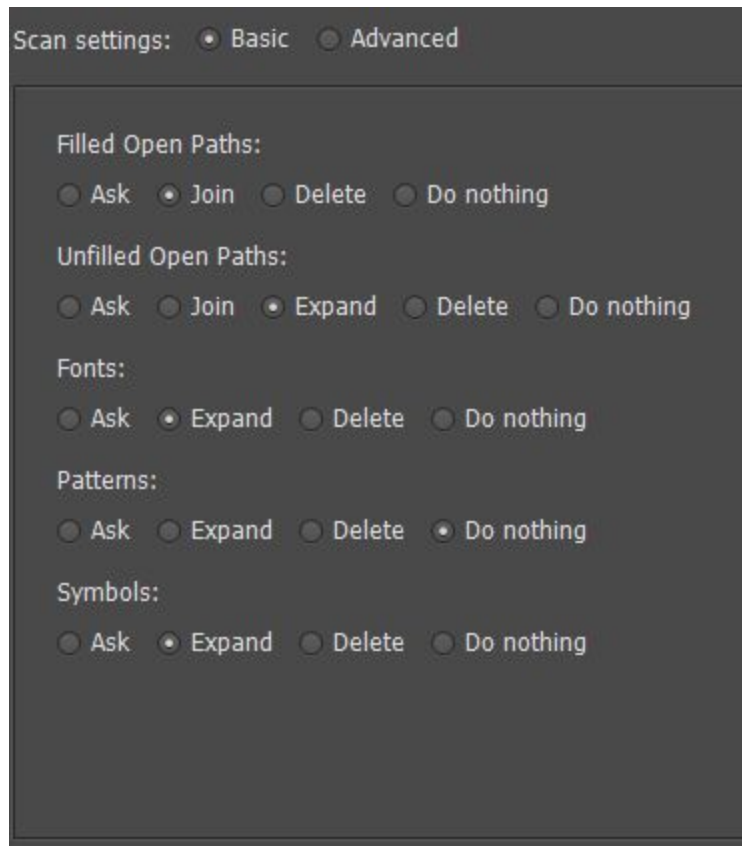 Scan settings: Basic Advanced
Filled Open Paths:
Ask Join Delete Do nothing
Unfilled Open Paths:
Ask Join Expand Delete Do nothing
Fonts:
Ask Expand Delete Do nothing
Patterns:
Ask Expand Delete Do nothing
Symbols:
Ask Expand Delete Do nothing